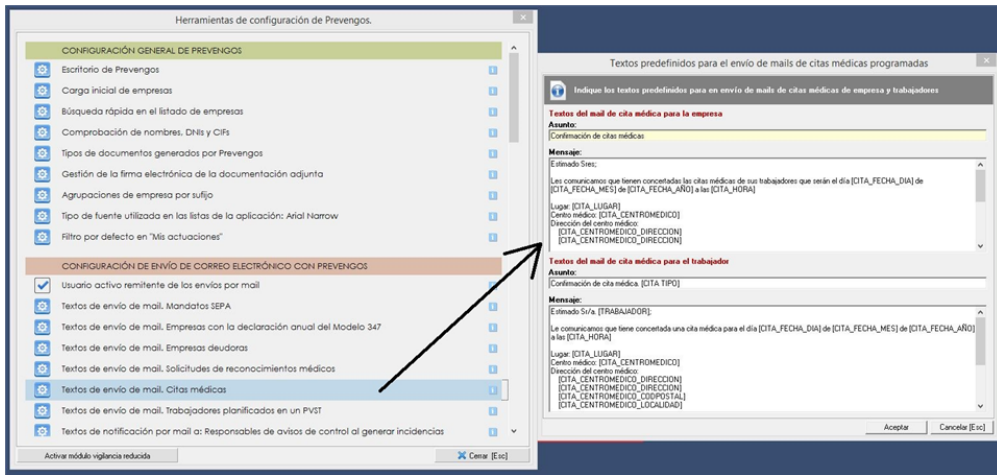 Herramientas de configuración de Prevengos.
CONFIGURACIÓN GENERAL DE PREVENGOS
Escritorio de Prevengos
Carga inicial de empresas
Búsqueda rápida en el listado de empresas
Comprobación de nombres, DNIs y CIFs
Tipos de documentos generados por Prevengos
Gestión de la firma electrónica de la documentación adjunta
Agrupaciones de empresa por sufijo
Tipo de fuente utilizada en las listas de la aplicación: Arial Narrow
Filtro por defecto en "Mis actuaciones"
CONFIGURACIÓN DE ENVÍO DE CORREO ELECTRÓNICO CON PREVENGOS
Usuario activo remitente de los envíos por mail
Textos de envío de mail. Mandatos SEPA
Textos de envío de mail. Empresas con la declaración anual del Modelo 347
Textos de envío de mail. Empresas deudoras
Textos de envío de mail. Solicitudes de reconocimientos médicos
Textos de envío de mail. Citas médicas
Textos de envío de mail. Trabajadores planificados en un PVST
Textos de notificación por mail a: Responsables de avisos de control al generar incidencias
Activar módulo vigilancia reducida
Cerrar [Esc]
Textos predefinidos para el envío de mails de citas médicas programadas
Indique los textos predefinidos para en envío de mails de citas médicas de empresa y trabajadores
Textos del mail de cita médica para la empresa
Asunto:
Confirmación de citas médicas
Mensaje:
Estimado Sres;
Les comunicamos que tienen concertadas las citas médicas de sus trabajadores que serán el día [CITA_FECHA_DIA] de
[CITA_FECHA_MES] de [CITA_FECHA_AÑO] a las [CITA_HORA]
Lugar: [CITA_LUGAR]
Centro médico: [CITA_CENTROMEDICO]
Dirección del centro médico:
[CITA_CENTROMEDICO_DIRECCION]
[CITA_CENTROMEDICO_DIRECCION]
Textos del mail de cita médica para el trabajador
Asunto:
Confirmación de cita médica. [CITA TIPO]
Mensaje:
Estimado Sr/a. [TRABAJADOR];
Le comunicamos que tiene concertada una cita médica para el día [CITA_FECHA_DIA] de [CITA_FECHA_MES] de [CITA_FECHA_AÑO]
a las [CITA_HORA]
Lugar: [CITA_LUGAR]
Centro médico: [CITA_CENTROMEDICO]
Dirección del centro médico:
[CITA_CENTROMEDICO_DIRECCION]
[CITA_CENTROMEDICO_DIRECCION]
[CITA_CENTROMEDICO_CODPOSTAL]
[CITA_CENTROMEDICO_LOCALIDAD]
Aceptar
Cancelar [Esc]